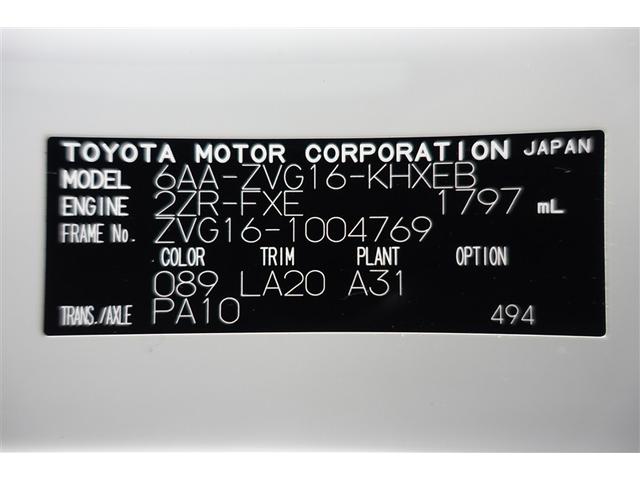 TOYOTA MOTOR CORPORATION JAPAN
MODEL 6AA-ZVG16-KHXEB
ENGINE 2ZR-FXE 1797 mL
FRAME No. ZVG16-1004769
COLOR TRIM PLANT OPTION
089 LA20 A31
TRANS./AXLE PA10 494